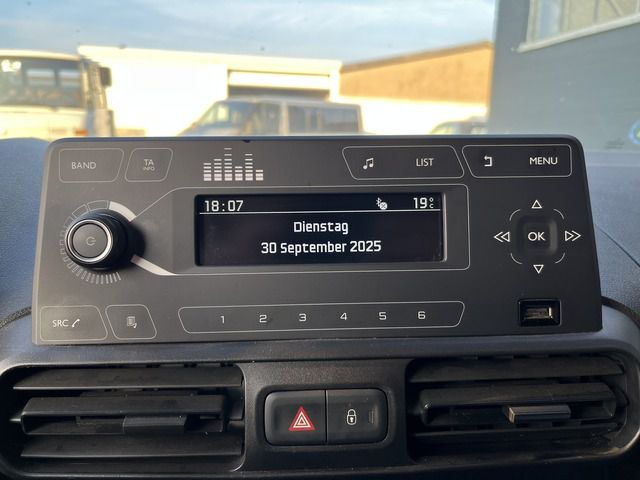 BAND
TA
INFO
LIST
MENU
18:07
19°C
Dienstag
30 September 2025
OK
SRC
1 2 3 4 5 6